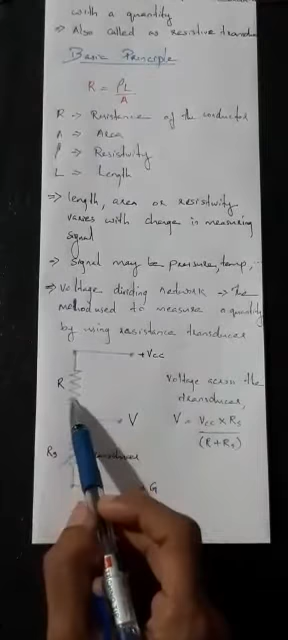 with a quantity
=> Also called as resistive transdu
Basic Principle
R = ρL/A
R => Resistance of the conductor
A => Area
ρ => Resistivity
L => Length
=> length, area or resistivity
varies with change in measuring
signal
=> Signal may be pressure, temp,
=> Voltage dividing network -> The
method used to measure a quantity
by using resistance transducer
+Vcc
R
V
Rs
G
Voltage across the
transducer,
V = Vcc × Rs
(R+Rs)